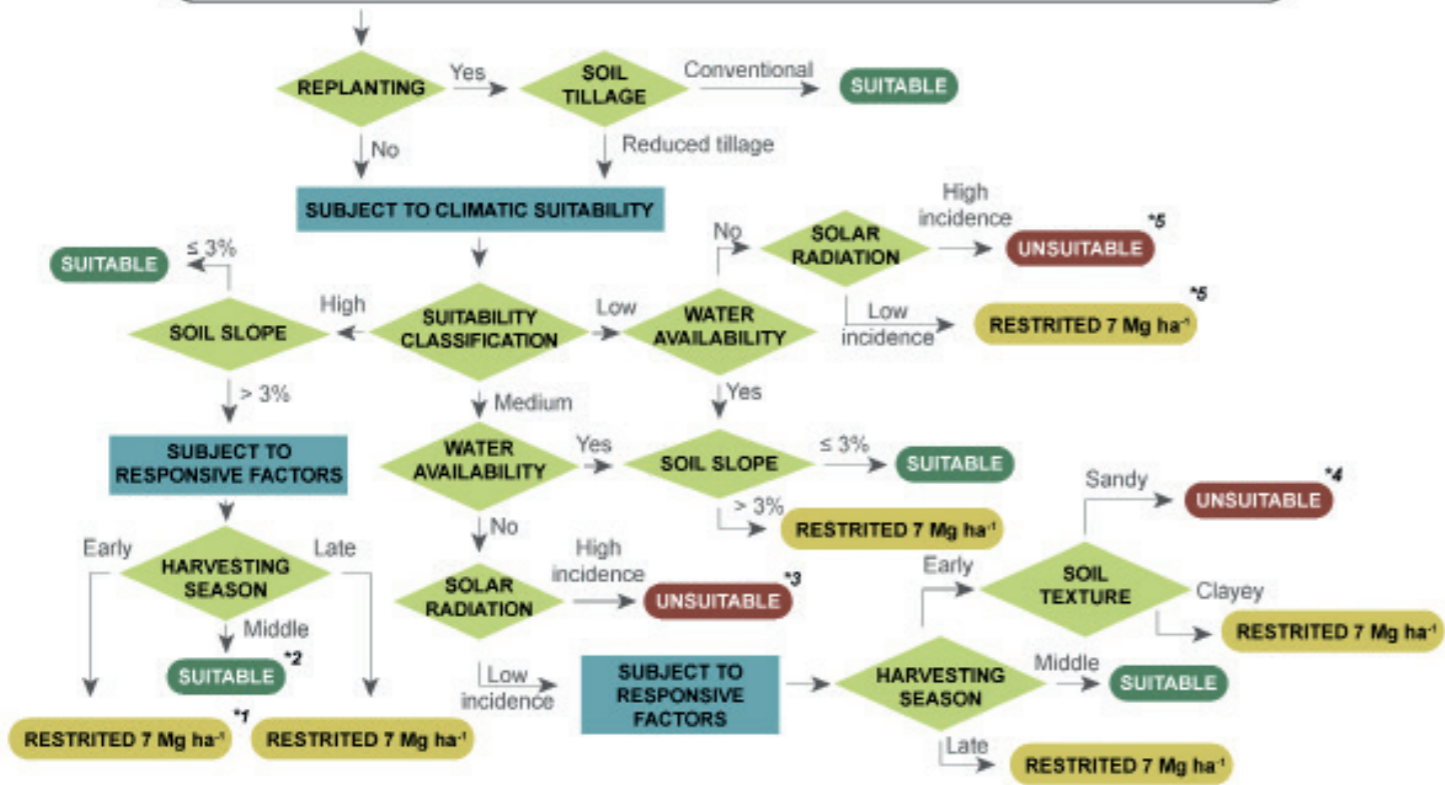 REPLANTING
Yes
SOIL
TILLAGE
Conventional
SUITABLE
No
Reduced tillage
SUBJECT TO CLIMATIC SUITABILITY
≤ 3%
SUITABLE
SOIL SLOPE
High
SUITABILITY
CLASSIFICATION
Low
WATER
AVAILABILITY
No
SOLAR
RADIATION
High
incidence
UNSUITABLE *5
Low
incidence
RESTRITED 7 Mg ha⁻¹ *5
> 3%
Medium
Yes
SUBJECT TO
RESPONSIVE FACTORS
WATER
AVAILABILITY
Yes
SOIL SLOPE
≤ 3%
SUITABLE
> 3%
RESTRITED 7 Mg ha⁻¹
No
Early
HARVESTING
SEASON
Late
Middle
SUITABLE *2
RESTRITED 7 Mg ha⁻¹ *1
RESTRITED 7 Mg ha⁻¹
SOLAR
RADIATION
High
incidence
UNSUITABLE *3
Low
incidence
SUBJECT TO
RESPONSIVE
FACTORS
HARVESTING
SEASON
Early
SOIL
TEXTURE
Sandy
UNSUITABLE *4
Clayey
RESTRITED 7 Mg ha⁻¹
Middle
SUITABLE
Late
RESTRITED 7 Mg ha⁻¹